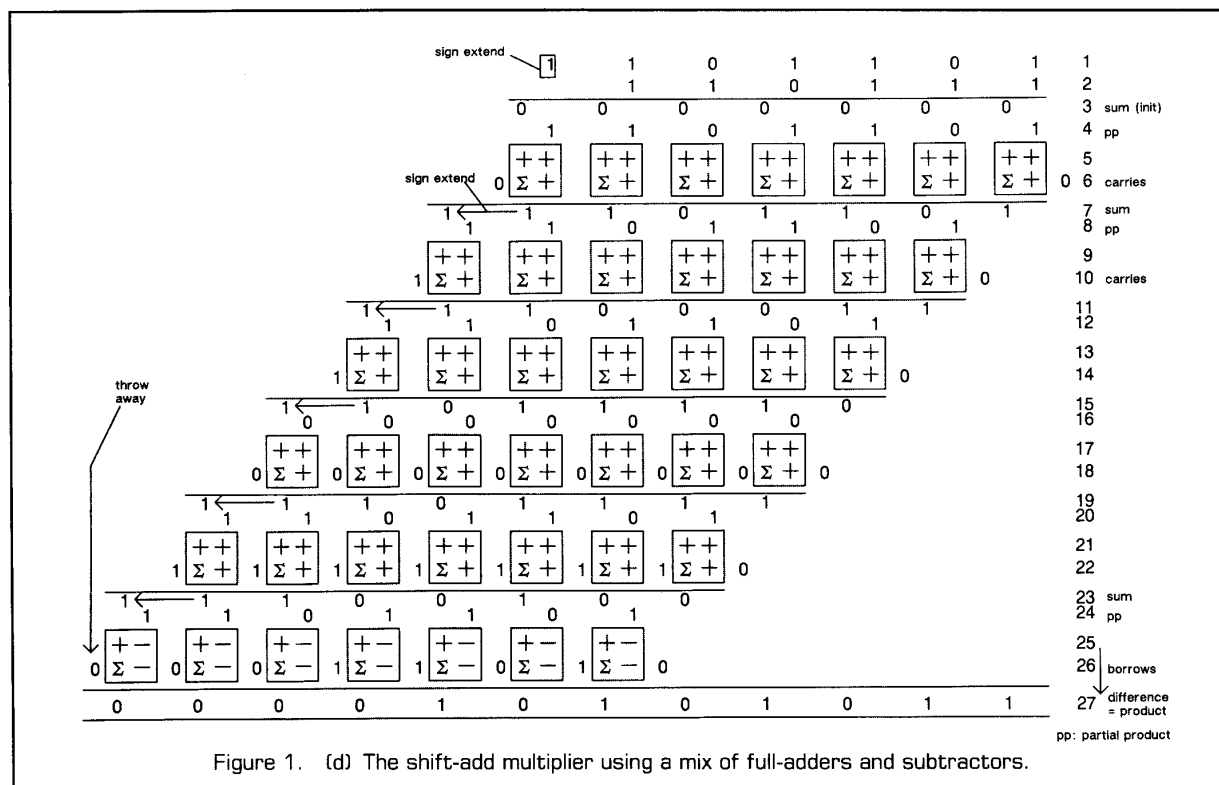 sign extend
1 1 0 1 1 0 1 1
1 1 0 1 1 1 2
0 0 0 0 0 0 0 3 sum (init)
1 1 0 1 1 0 1 4 pp
++ ++ ++ ++ ++ ++ ++ 5
sign extend
0 Σ + Σ + Σ + Σ + Σ + Σ + Σ + 0 6 carries
1 1 1 0 1 1 0 1 7 sum
1 1 0 1 1 0 1 8 pp
++ ++ ++ ++ ++ ++ ++ 9
1 Σ + Σ + Σ + Σ + Σ + Σ + Σ + 0 10 carries
1 1 1 0 0 0 1 1 11
1 1 0 1 1 0 1 12
++ ++ ++ ++ ++ ++ ++ 13
1 Σ + Σ + Σ + Σ + Σ + Σ + Σ + 0 14
throw
away
1 1 0 1 1 1 1 0 15
0 0 0 0 0 0 0 16
++ ++ ++ ++ ++ ++ ++ 17
0 Σ + 0 Σ + 0 Σ + 0 Σ + 0 Σ + 0 Σ + 0 Σ + 0 18
1 1 1 0 1 1 1 1 19
1 1 0 1 1 0 1 20
++ ++ ++ ++ ++ ++ ++ 21
1 Σ + 1 Σ + 1 Σ + 1 Σ + 1 Σ + 1 Σ + 1 Σ + 0 22
1 1 1 0 0 1 0 0 23 sum
1 1 0 1 1 0 1 24 pp
+− +− +− +− +− +− +− 25
0 Σ − 0 Σ − 0 Σ − 1 Σ − 1 Σ − 0 Σ − 1 Σ − 0 26 borrows
0 0 0 0 1 0 1 0 1 0 1 1 27 difference
= product
pp: partial product
Figure 1. (d) The shift-add multiplier using a mix of full-adders and subtractors.